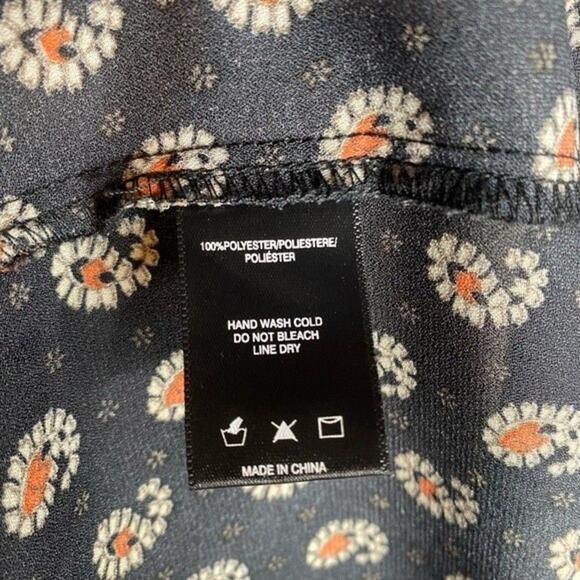 100%POLYESTER/POLIESTERE/
POLIÉSTER
HAND WASH COLD
DO NOT BLEACH
LINE DRY
MADE IN CHINA